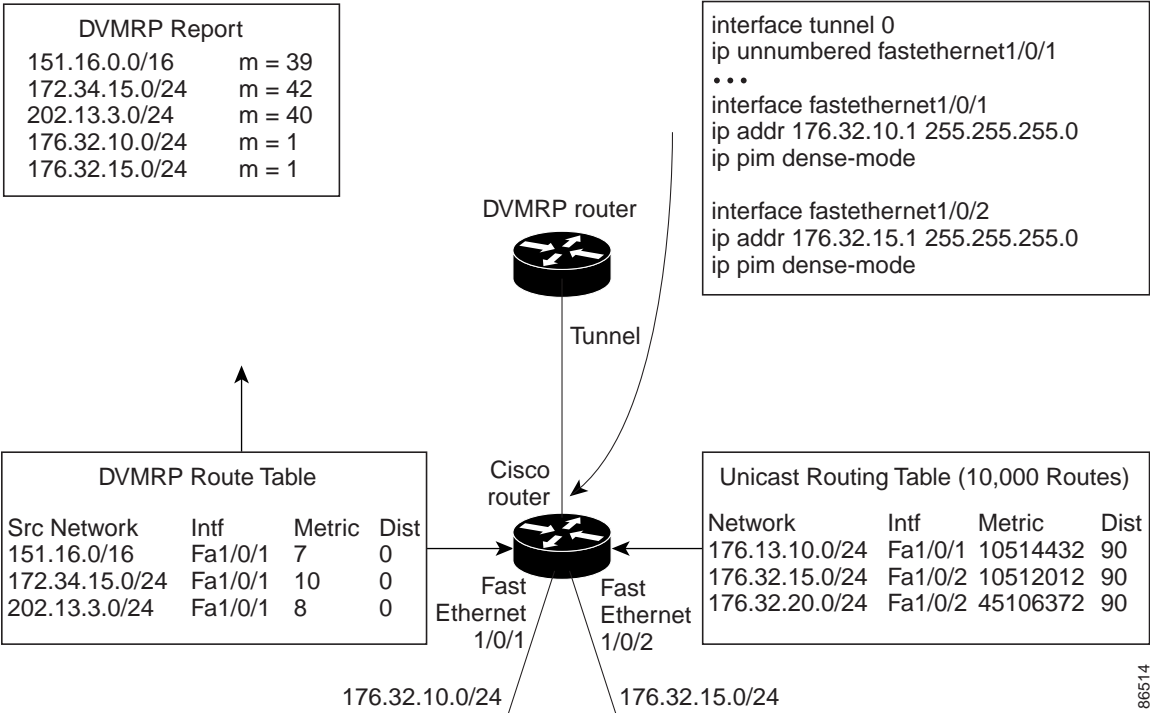 DVMRP Report
151.16.0.0/16 m = 39
172.34.15.0/24 m = 42
202.13.3.0/24 m = 40
176.32.10.0/24 m = 1
176.32.15.0/24 m = 1
interface tunnel 0
ip unnumbered fastethernet1/0/1
• • •
interface fastethernet1/0/1
ip addr 176.32.10.1 255.255.255.0
ip pim dense-mode
interface fastethernet1/0/2
ip addr 176.32.15.1 255.255.255.0
ip pim dense-mode
DVMRP router
Tunnel
DVMRP Route Table
Src Network Intf Metric Dist
151.16.0/16 Fa1/0/1 7 0
172.34.15.0/24 Fa1/0/1 10 0
202.13.3.0/24 Fa1/0/1 8 0
Cisco
router
Fast
Ethernet
1/0/1
Fast
Ethernet
1/0/2
Unicast Routing Table (10,000 Routes)
Network Intf Metric Dist
176.13.10.0/24 Fa1/0/1 10514432 90
176.32.15.0/24 Fa1/0/2 10512012 90
176.32.20.0/24 Fa1/0/2 45106372 90
176.32.10.0/24
176.32.15.0/24
86514